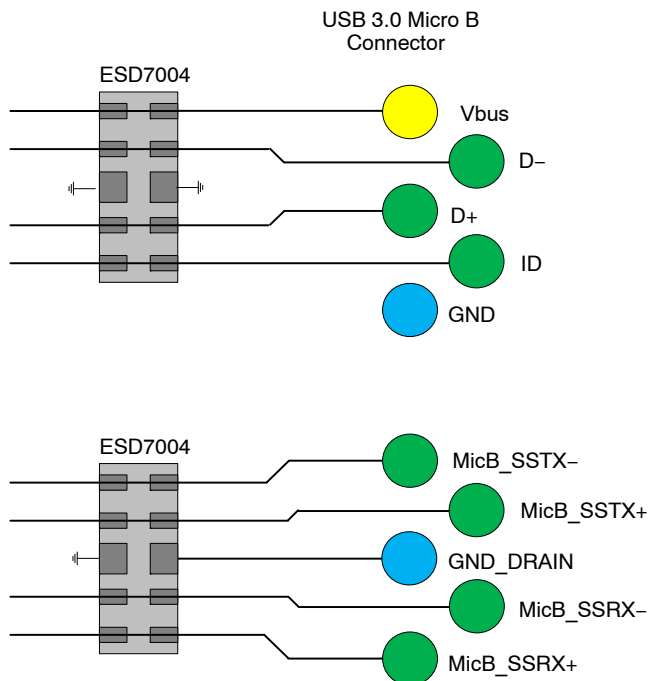 USB 3.0 Micro B
Connector
ESD7004
Vbus
D−
D+
ID
GND
ESD7004
MicB_SSTX−
MicB_SSTX+
GND_DRAIN
MicB_SSRX−
MicB_SSRX+